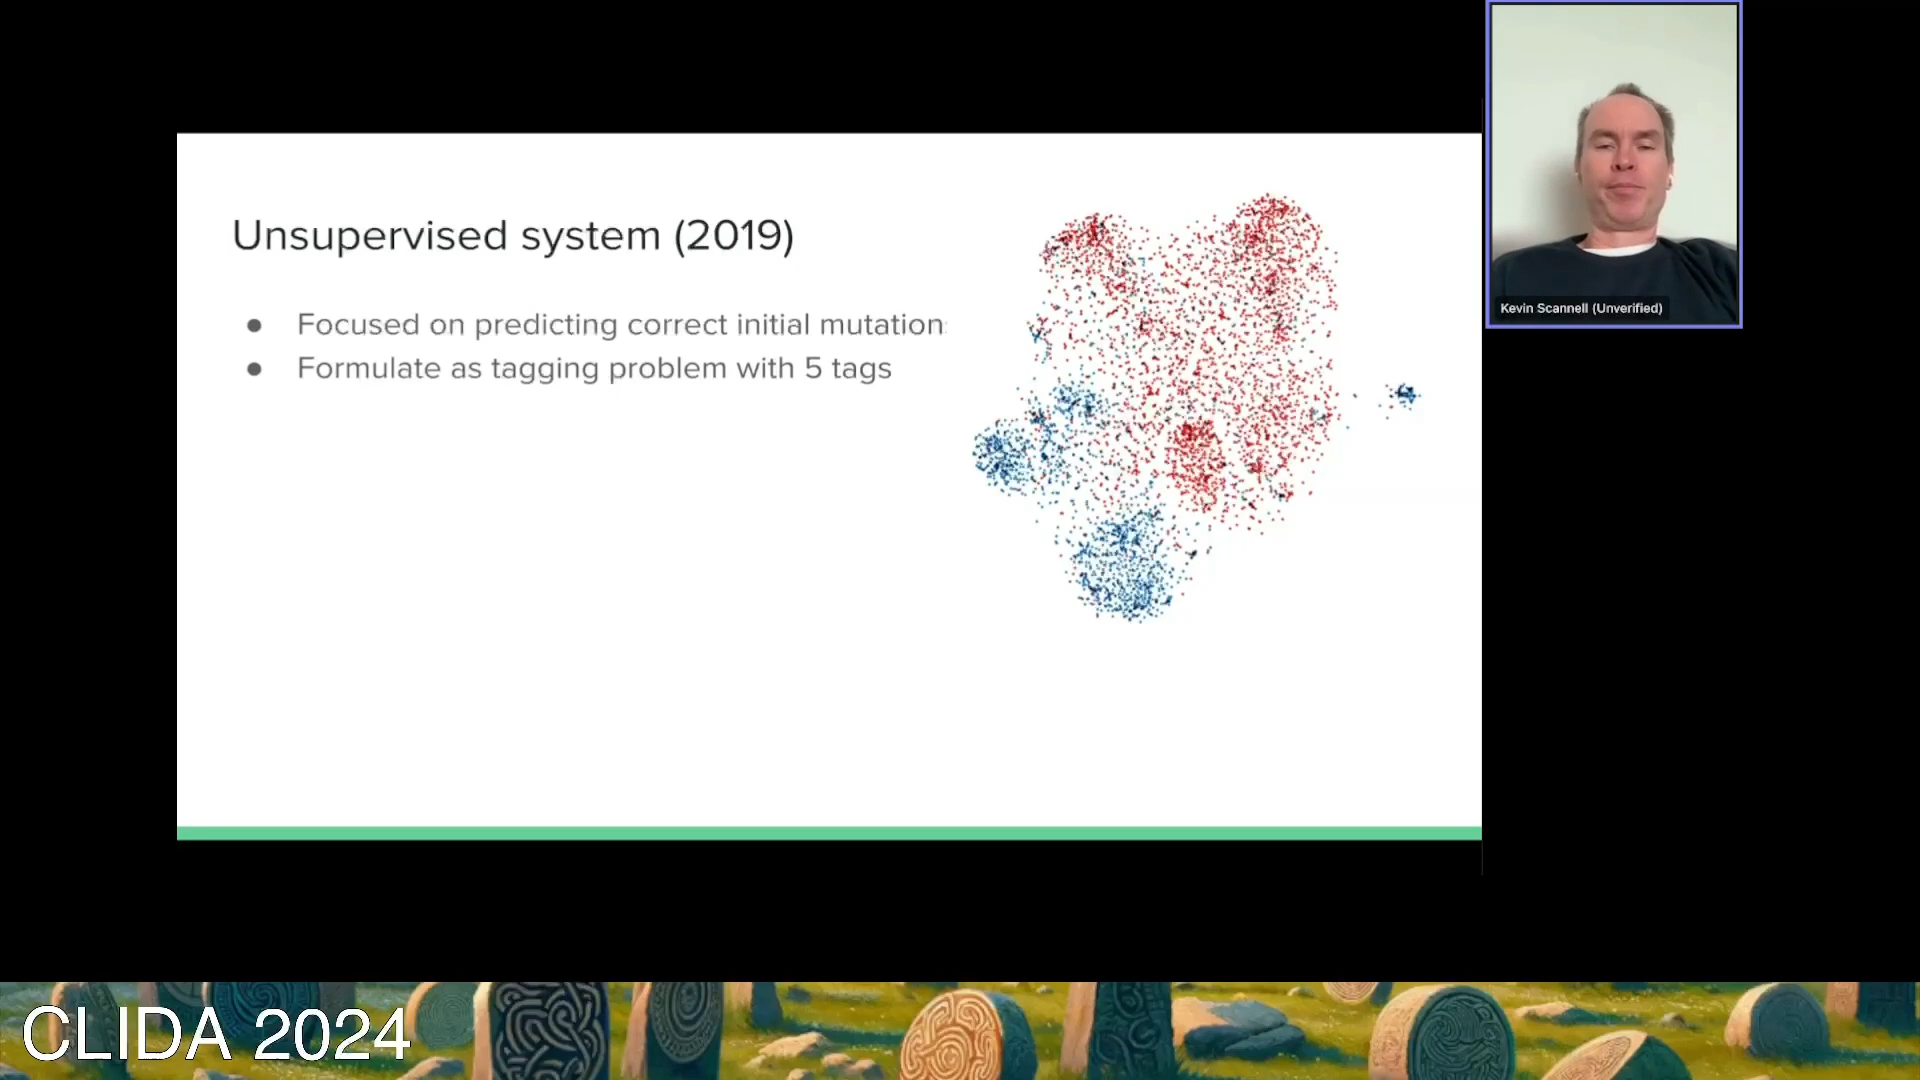 Unsupervised system (2019)
● Focused on predicting correct initial mutation
● Formulate as tagging problem with 5 tags
Kevin Scannell (Unverified)
CLIDA 2024